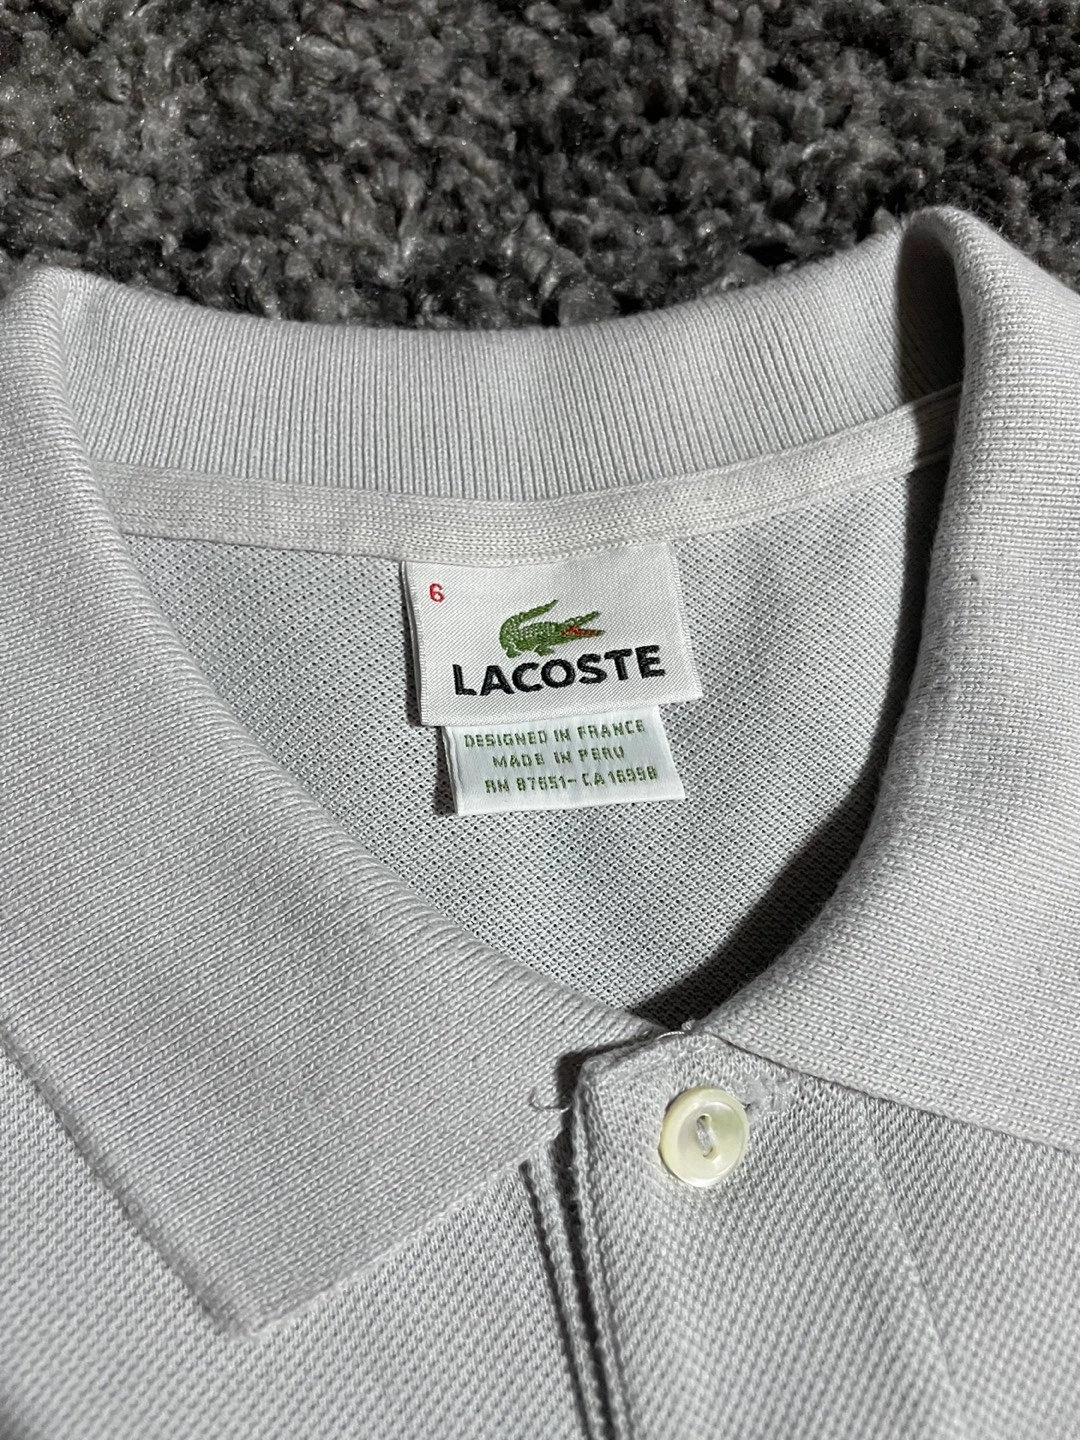 6
LACOSTE
DESIGNED IN FRANCE
MADE IN PERU
RN 87651-CA16998